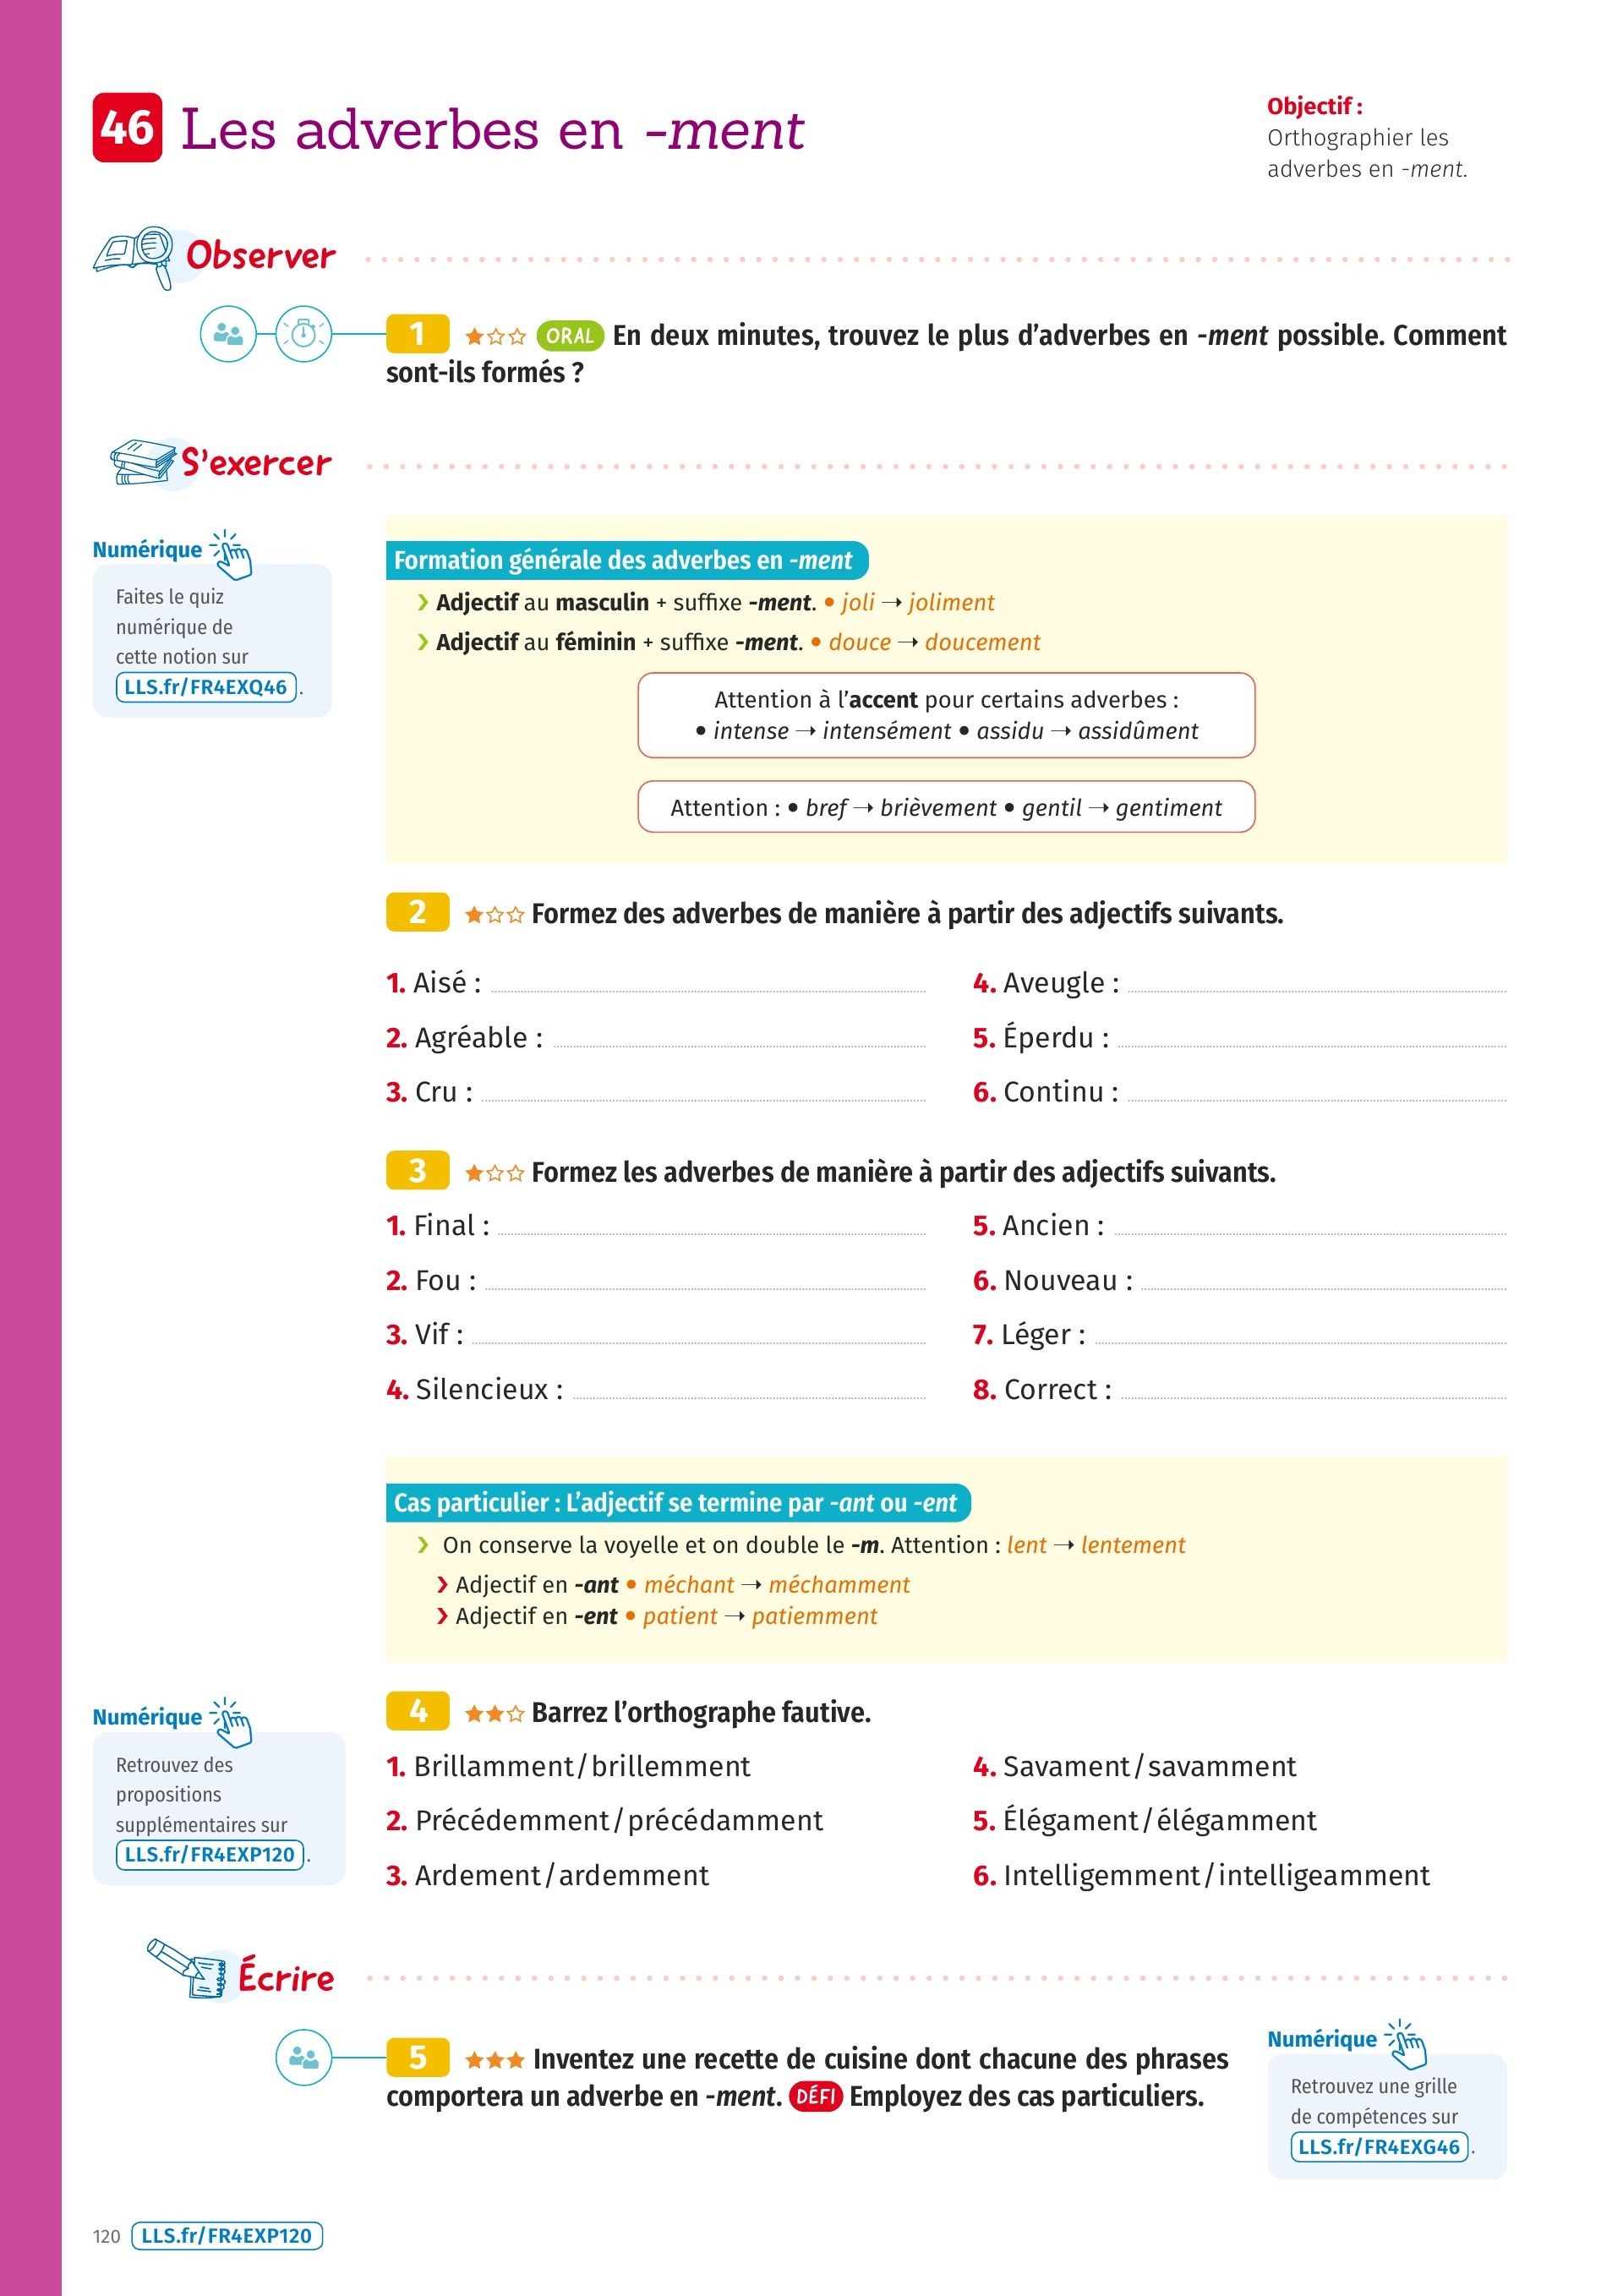 46 Les adverbes en -ment
Objectif :
Orthographier les
adverbes en -ment.
Observer
1 ORAL En deux minutes, trouvez le plus d’adverbes en -ment possible. Comment
sont-ils formés ?
S’exercer
Numérique
Faites le quiz
numérique de
cette notion sur
LLS.fr/FR4EXQ46.
Formation générale des adverbes en -ment
› Adjectif au masculin + suffixe -ment. • joli → joliment
› Adjectif au féminin + suffixe -ment. • douce → doucement
Attention à l’accent pour certains adverbes :
• intense → intensément • assidu → assidûment
Attention : • bref → brièvement • gentil → gentiment
2 Formez des adverbes de manière à partir des adjectifs suivants.
1. Aisé :
2. Agréable :
3. Cru :
4. Aveugle :
5. Éperdu :
6. Continu :
3 Formez les adverbes de manière à partir des adjectifs suivants.
1. Final :
2. Fou :
3. Vif :
4. Silencieux :
5. Ancien :
6. Nouveau :
7. Léger :
8. Correct :
Cas particulier : L’adjectif se termine par -ant ou -ent
› On conserve la voyelle et on double le -m. Attention : lent → lentement
› Adjectif en -ant • méchant → méchamment
› Adjectif en -ent • patient → patiemment
Numérique
Retrouvez des
propositions
supplémentaires sur
LLS.fr/FR4EXP120.
4 Barrez l’orthographe fautive.
1. Brillamment / brillemment
2. Précédemment / précédamment
3. Ardement / ardemment
4. Savament / savamment
5. Élégament / élégamment
6. Intelligemment / intelligeamment
Écrire
5 Inventez une recette de cuisine dont chacune des phrases
comportera un adverbe en -ment. DÉFI Employez des cas particuliers.
Numérique
Retrouvez une grille
de compétences sur
LLS.fr/FR4EXG46.
120 LLS.fr/FR4EXP120